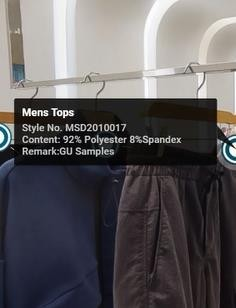 Mens Tops
Style No. MSD2010017
Content: 92% Polyester 8%Spandex
Remark:GU Samples